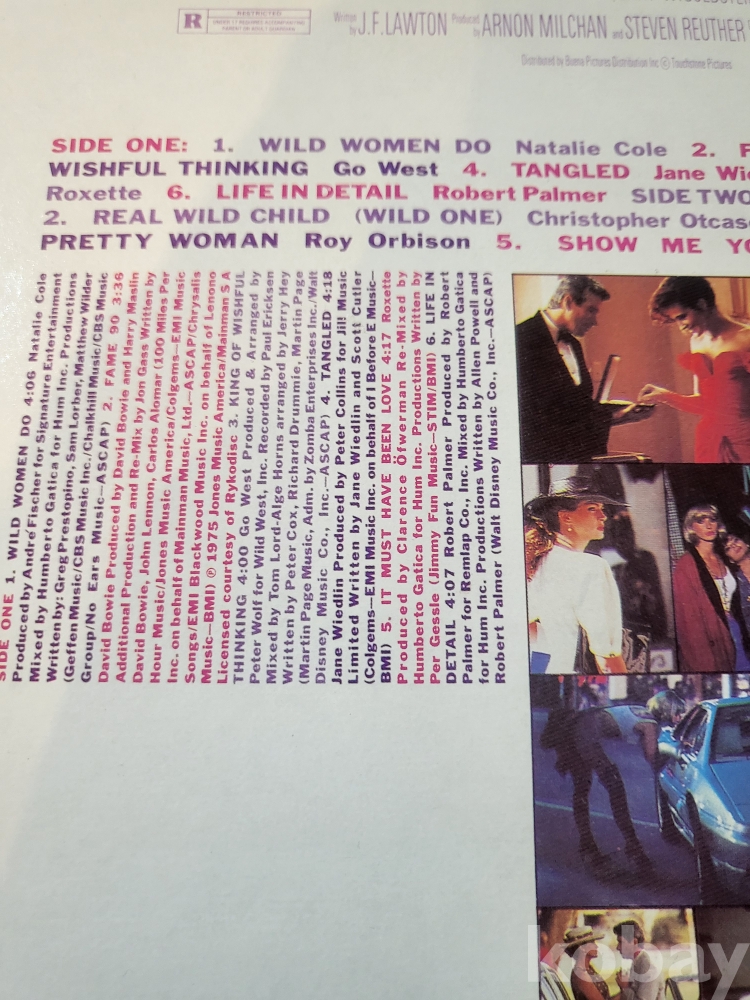 R RESTRICTED
UNDER 17 REQUIRES ACCOMPANYING
PARENT OR ADULT GUARDIAN
Written by J.F. LAWTON Produced by ARNON MILCHAN and STEVEN REUTHER
Distributed by Buena Pictures Distribution Inc © Touchstone Pictures
SIDE ONE: 1. WILD WOMEN DO Natalie Cole 2. F
WISHFUL THINKING Go West 4. TANGLED Jane Wie
Roxette 6. LIFE IN DETAIL Robert Palmer SIDE TWO
2. REAL WILD CHILD (WILD ONE) Christopher Otcas
PRETTY WOMAN Roy Orbison 5. SHOW ME YO
SIDE ONE 1. WILD WOMEN DO 4:06 Natalie Cole
Produced by André Fischer for Signature Entertainment
Mixed by Humberto Gatica for Hum Inc. Productions
Written by: Greg Prestopino, Sam Lorber, Matthew Wilder
(Geffen Music/CBS Music Inc./Chalkhill Music/CBS Music
Group/No Ears Music—ASCAP) 2. FAME 90 3:36
David Bowie Produced by David Bowie and Harry Maslin
Additional Production and Re-Mix by Jon Gass Written by
David Bowie, John Lennon, Carlos Alomar (100 Miles Per
Hour Music/Jones Music America/Colgems—EMI Music
Inc. on behalf of Mainman Music, Ltd.—ASCAP/Chrysalis
Songs/EMI Blackwood Music Inc. on behalf of Lenono
Music—BMI) ℗ 1975 Jones Music America/Mainman S A
Licensed courtesy of Rykodisc 3. KING OF WISHFUL
THINKING 4:00 Go West Produced & Arranged by
Peter Wolf for Wild West, Inc. Recorded by Paul Ericksen
Mixed by Tom Lord-Alge Horns arranged by Jerry Hey
Written by Peter Cox, Richard Drummie, Martin Page
(Martin Page Music, Adm. by Zomba Enterprises Inc./Walt
Disney Music Co., Inc.—ASCAP) 4. TANGLED 4:18
Jane Wiedlin Produced by Peter Collins for Jill Music
Limited Written by Jane Wiedlin and Scott Cutler
(Colgems—EMI Music Inc. on behalf of I Before E Music—
BMI) 5. IT MUST HAVE BEEN LOVE 4:17 Roxette
Produced by Clarence Öfwerman Re-Mixed by
Humberto Gatica for Hum Inc. Productions Written by
Per Gessle (Jimmy Fun Music—STIM/BMI) 6. LIFE IN
DETAIL 4:07 Robert Palmer Produced by Robert
Palmer for Remlap Co., Inc. Mixed by Humberto Gatica
for Hum Inc. Productions Written by Allen Powell and
Robert Palmer (Walt Disney Music Co., Inc.—ASCAP)
kobay